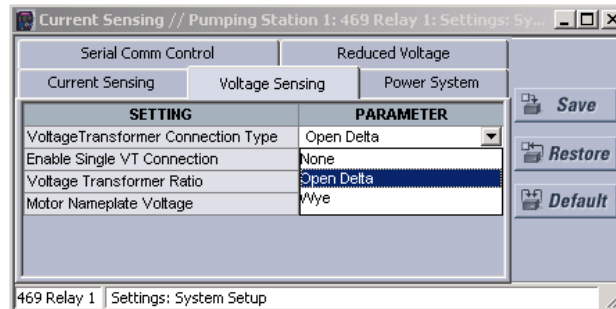 Current Sensing // Pumping Station 1: 469 Relay 1: Settings: Sy...
Serial Comm Control
Reduced Voltage
Current Sensing
Voltage Sensing
Power System
SETTING
PARAMETER
VoltageTransformer Connection Type
Open Delta
Enable Single VT Connection
None
Voltage Transformer Ratio
Open Delta
Motor Nameplate Voltage
Wye
Save
Restore
Default
469 Relay 1
Settings: System Setup